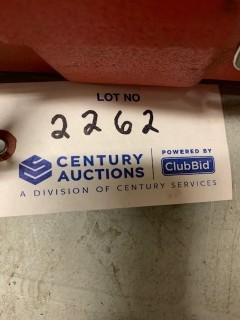 LOT NO
2262
CENTURY AUCTIONS
POWERED BY
ClubBid
A DIVISION OF CENTURY SERVICES